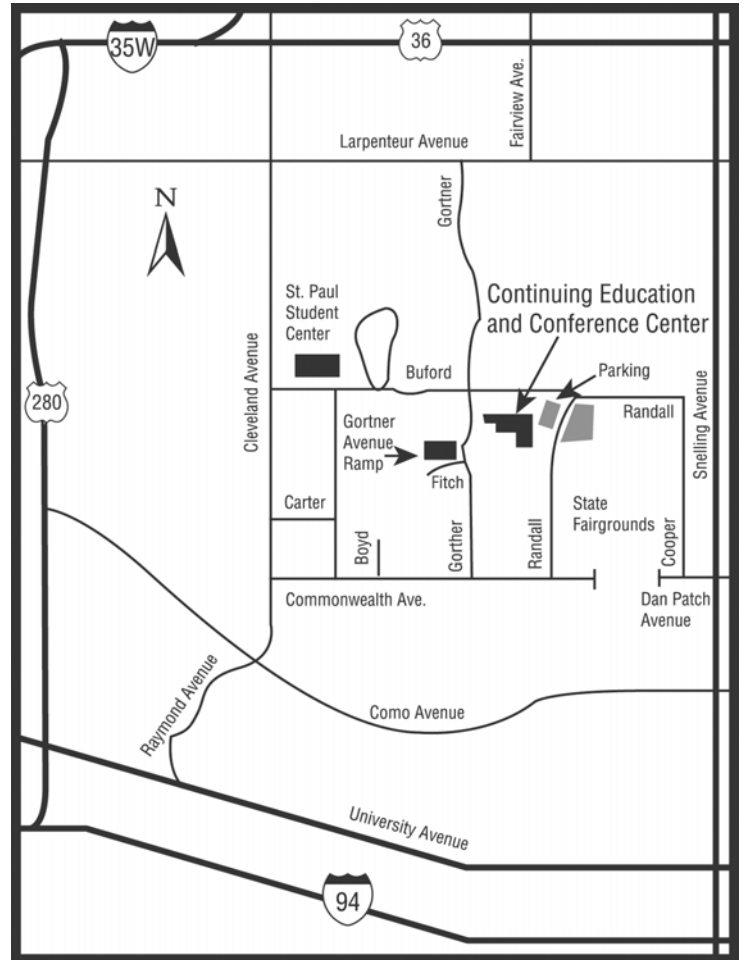 35W
36
Fairview Ave.
Larpenteur Avenue
N
Gortner
St. Paul
Student
Center
Continuing Education
and Conference Center
Cleveland Avenue
Buford
Parking
280
Randall
Snelling Avenue
Gortner
Avenue
Ramp
Fitch
Carter
State
Fairgrounds
Boyd
Gorther
Randall
Cooper
Commonwealth Ave.
Dan Patch
Avenue
Raymond Avenue
Como Avenue
University Avenue
94